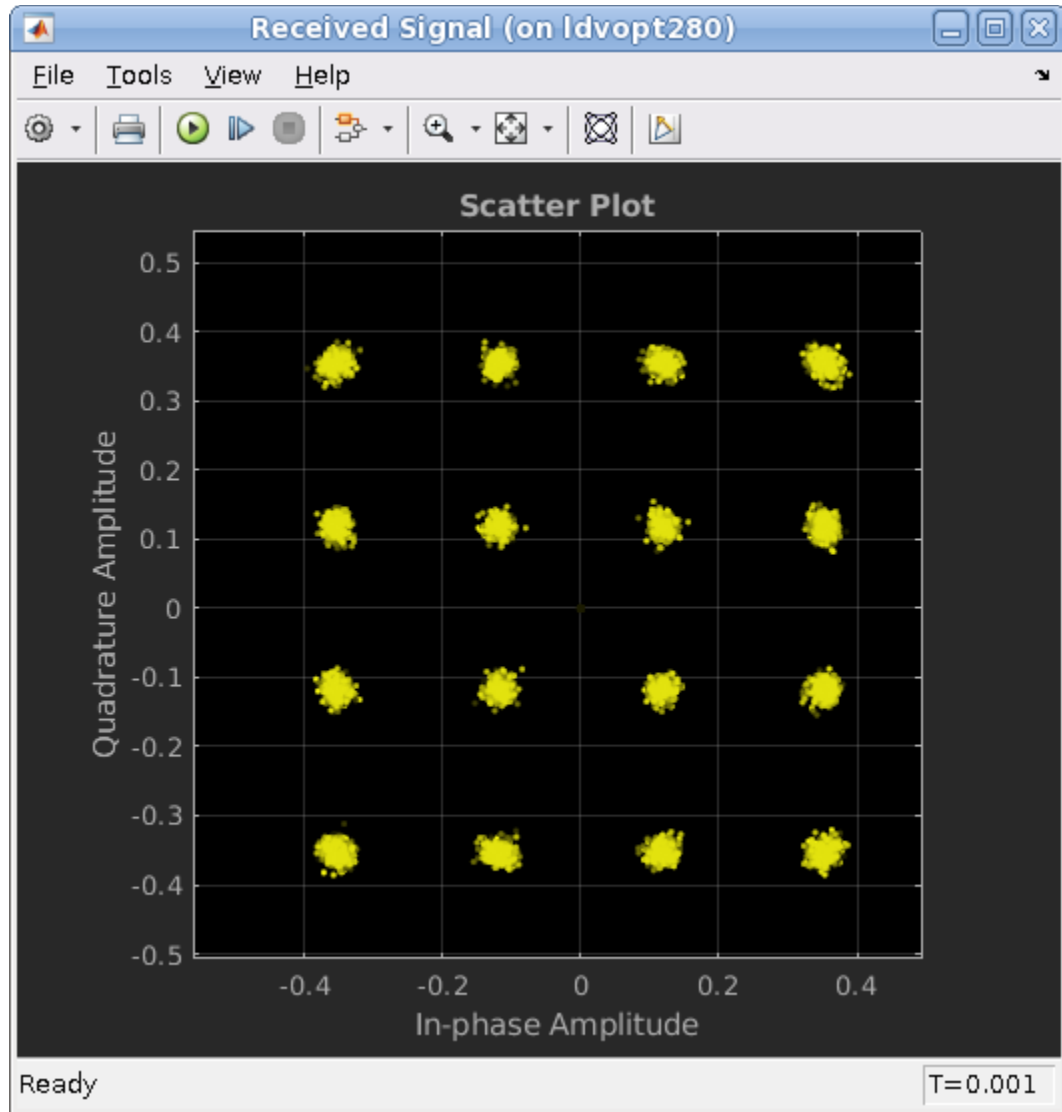 Received Signal (on ldvopt280)
File Tools View Help
Scatter Plot
0.5
0.4
0.3
0.2
0.1
0
-0.1
-0.2
-0.3
-0.4
-0.5
Quadrature Amplitude
-0.4 -0.2 0 0.2 0.4
In-phase Amplitude
Ready T=0.001